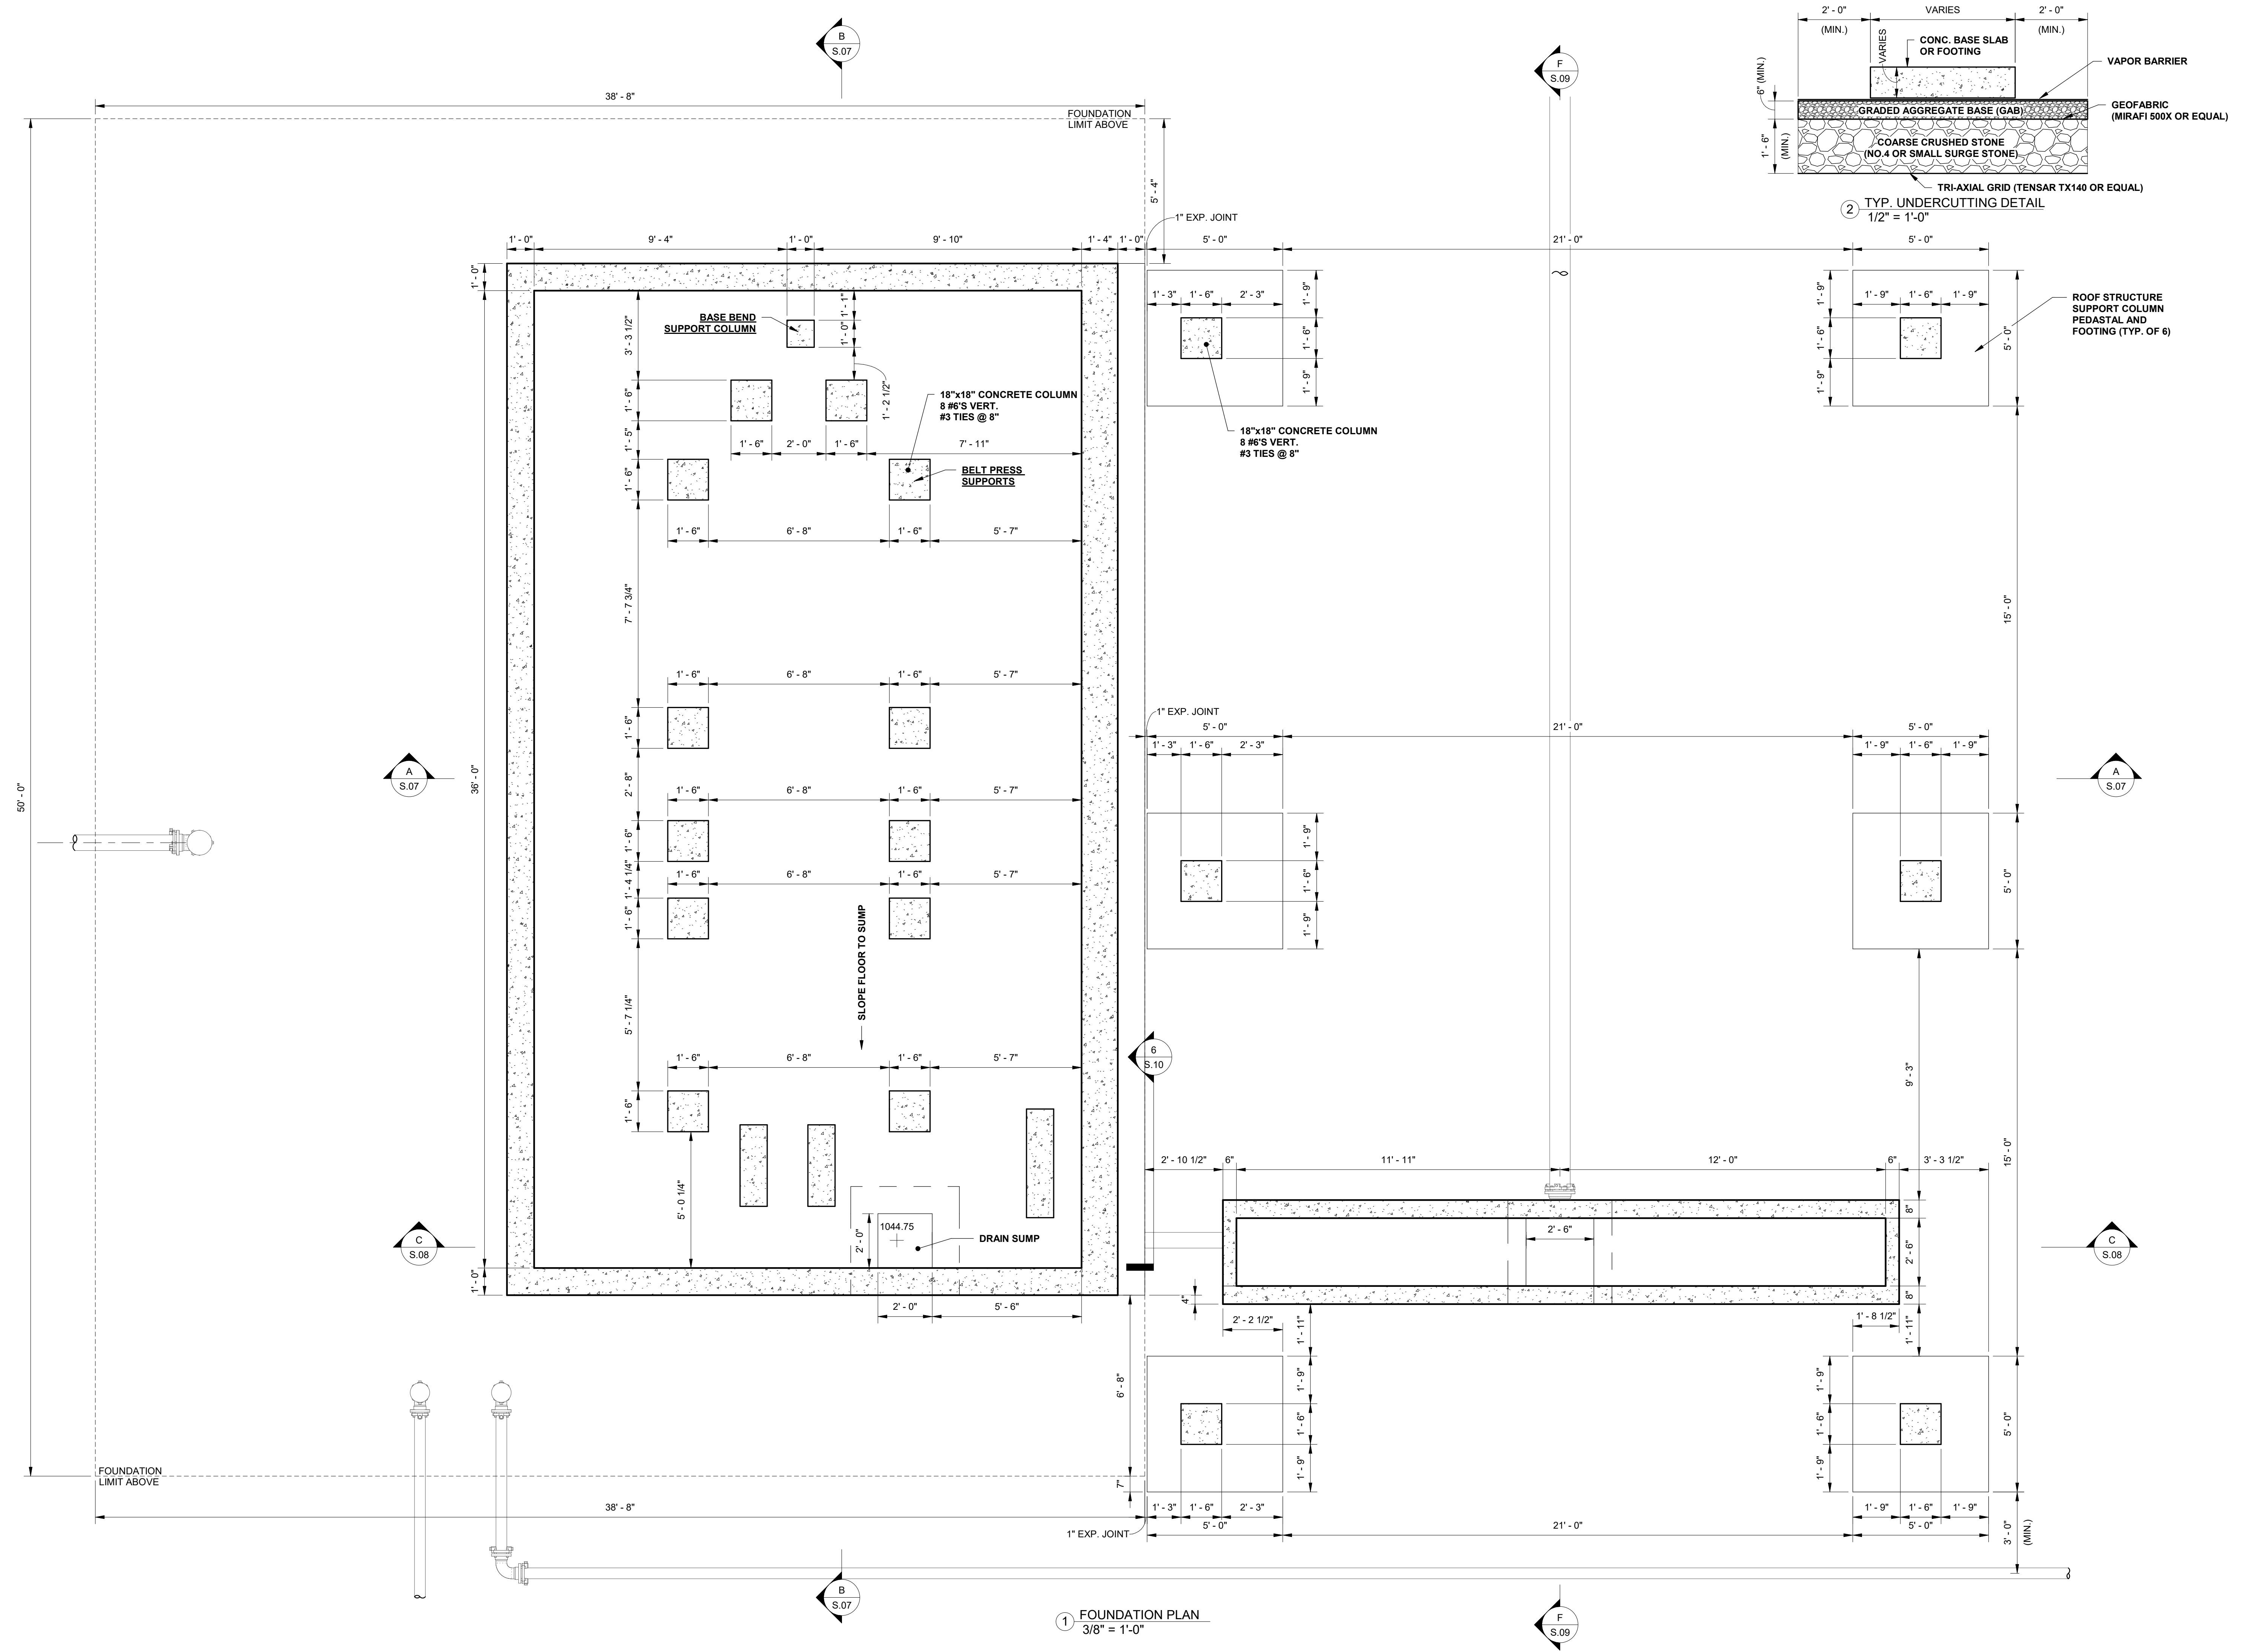 B
S.07
F
S.09
2' - 0"
VARIES
2' - 0"
(MIN.)
(MIN.)
VARIES
CONC. BASE SLAB
OR FOOTING
VAPOR BARRIER
6" (MIN.)
GRADED AGGREGATE BASE (GAB)
GEOFABRIC
(MIRAFI 500X OR EQUAL)
1' - 6"
(MIN.)
COARSE CRUSHED STONE
(NO.4 OR SMALL SURGE STONE)
TRI-AXIAL GRID (TENSAR TX140 OR EQUAL)
2
TYP. UNDERCUTTING DETAIL
1/2" = 1'-0"
38' - 8"
FOUNDATION
LIMIT ABOVE
5' - 4"
1" EXP. JOINT
1' - 0"
9' - 4"
1' - 0"
9' - 10"
1' - 4"
1' - 0"
5' - 0"
21' - 0"
5' - 0"
1' - 0"
BASE BEND
SUPPORT COLUMN
1' - 1"
1' - 0"
1' - 2 1/2"
3' - 3 1/2"
1' - 6"
1' - 5"
1' - 6"
18"x18" CONCRETE COLUMN
8 #6'S VERT.
#3 TIES @ 8"
1' - 6"
2' - 0"
1' - 6"
7' - 11"
BELT PRESS
SUPPORTS
1' - 6"
6' - 8"
1' - 6"
5' - 7"
1' - 3"
1' - 6"
2' - 3"
1' - 9"
1' - 6"
1' - 9"
18"x18" CONCRETE COLUMN
8 #6'S VERT.
#3 TIES @ 8"
1' - 9"
1' - 6"
1' - 9"
1' - 9"
1' - 6"
1' - 9"
5' - 0"
ROOF STRUCTURE
SUPPORT COLUMN
PEDASTAL AND
FOOTING (TYP. OF 6)
7' - 7 3/4"
15' - 0"
1' - 6"
6' - 8"
1' - 6"
5' - 7"
1' - 6"
2' - 8"
1" EXP. JOINT
5' - 0"
21' - 0"
5' - 0"
1' - 3"
1' - 6"
2' - 3"
1' - 9"
1' - 6"
1' - 9"
50' - 0"
A
S.07
36' - 0"
A
S.07
1' - 6"
6' - 8"
1' - 6"
5' - 7"
1' - 6"
1' - 4 1/4"
1' - 6"
6' - 8"
1' - 6"
5' - 7"
1' - 6"
1' - 9"
1' - 6"
1' - 9"
5' - 0"
SLOPE FLOOR TO SUMP
5' - 7 1/4"
1' - 6"
6' - 8"
1' - 6"
5' - 7"
1' - 6"
6
S.10
9' - 3"
15' - 0"
2' - 10 1/2"
6"
11' - 11"
12' - 0"
6"
3' - 3 1/2"
5' - 0 1/4"
1044.75
2' - 0"
DRAIN SUMP
2' - 6"
8"
2' - 6"
8"
C
S.08
C
S.08
1' - 0"
2' - 0"
5' - 6"
4"
2' - 2 1/2"
1' - 11"
1' - 8 1/2"
1' - 11"
6' - 8"
1' - 9"
1' - 6"
1' - 9"
1' - 9"
1' - 6"
1' - 9"
5' - 0"
FOUNDATION
LIMIT ABOVE
7"
38' - 8"
1' - 3"
1' - 6"
2' - 3"
1' - 9"
1' - 6"
1' - 9"
1" EXP. JOINT
5' - 0"
21' - 0"
5' - 0"
3' - 0"
(MIN.)
B
S.07
1
FOUNDATION PLAN
3/8" = 1'-0"
F
S.09